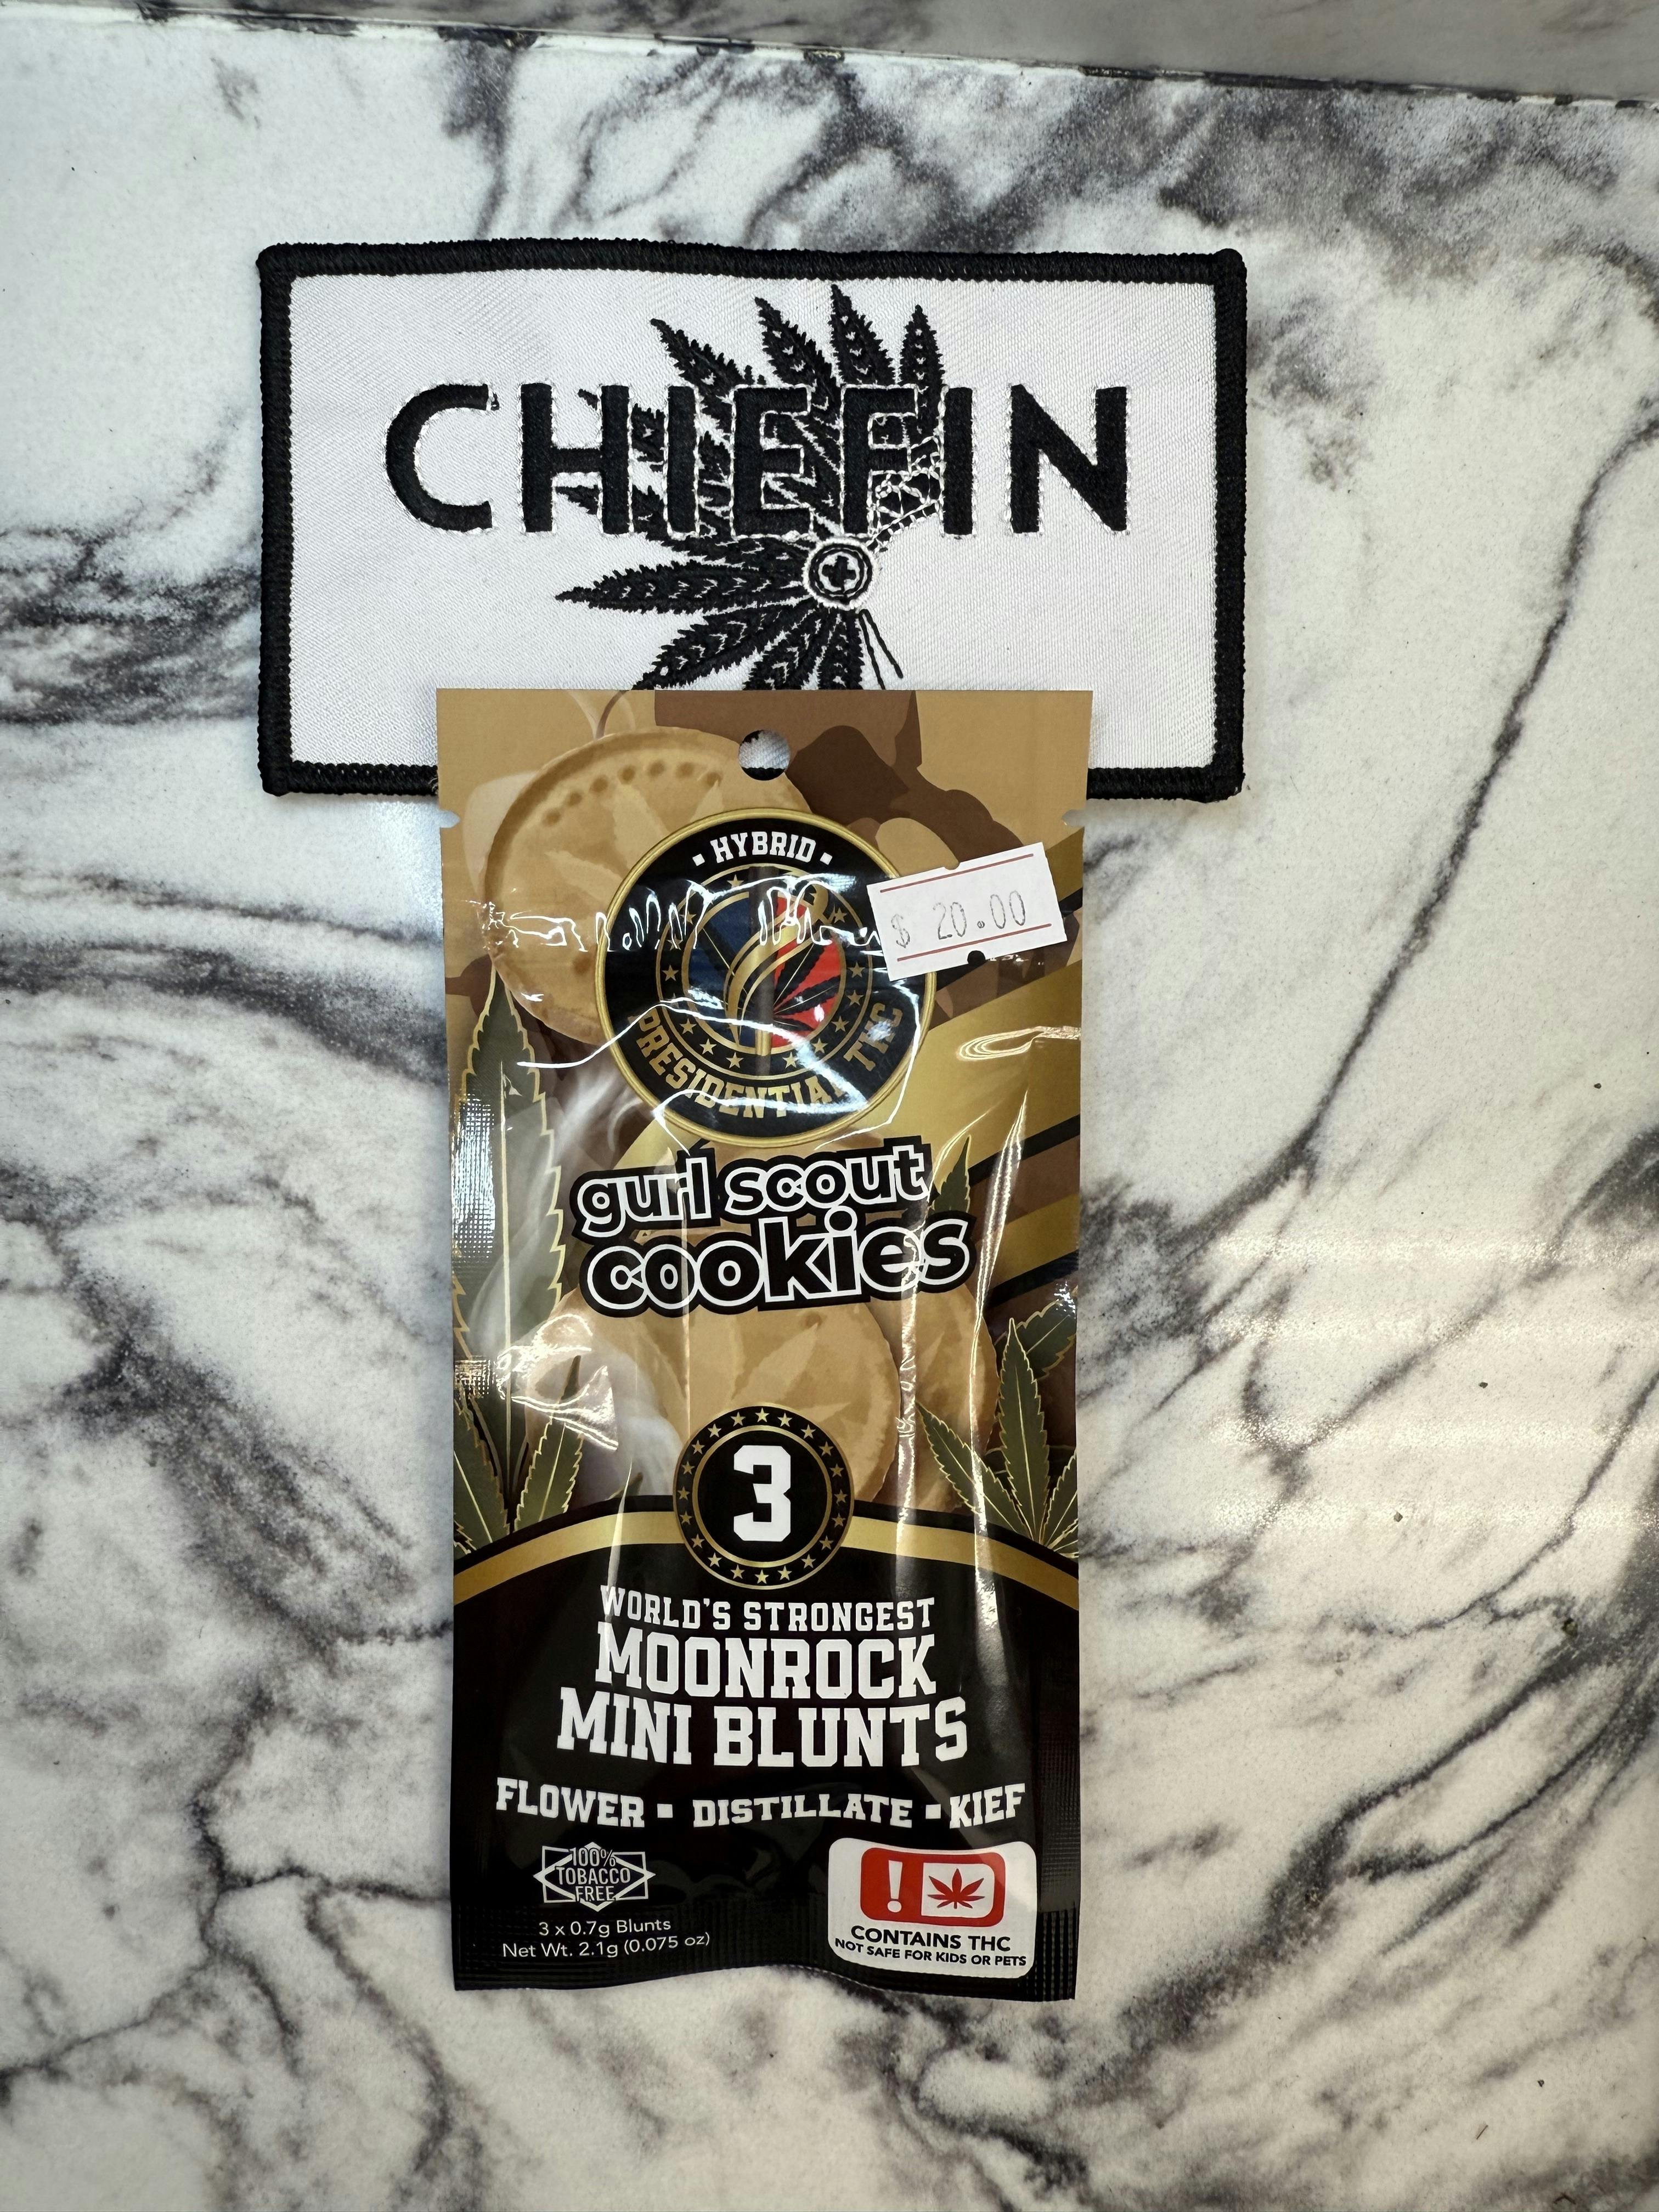 CHIEFIN
HYBRID
$ 20.00
PRESIDENTIAL THC
gurl scout
cookies
3
WORLD'S STRONGEST
MOONROCK
MINI BLUNTS
FLOWER ▪ DISTILLATE ▪ KIEF
100%
TOBACCO
FREE
3 x 0.7g Blunts
Net Wt. 2.1g (0.075 oz)
!
CONTAINS THC
NOT SAFE FOR KIDS OR PETS